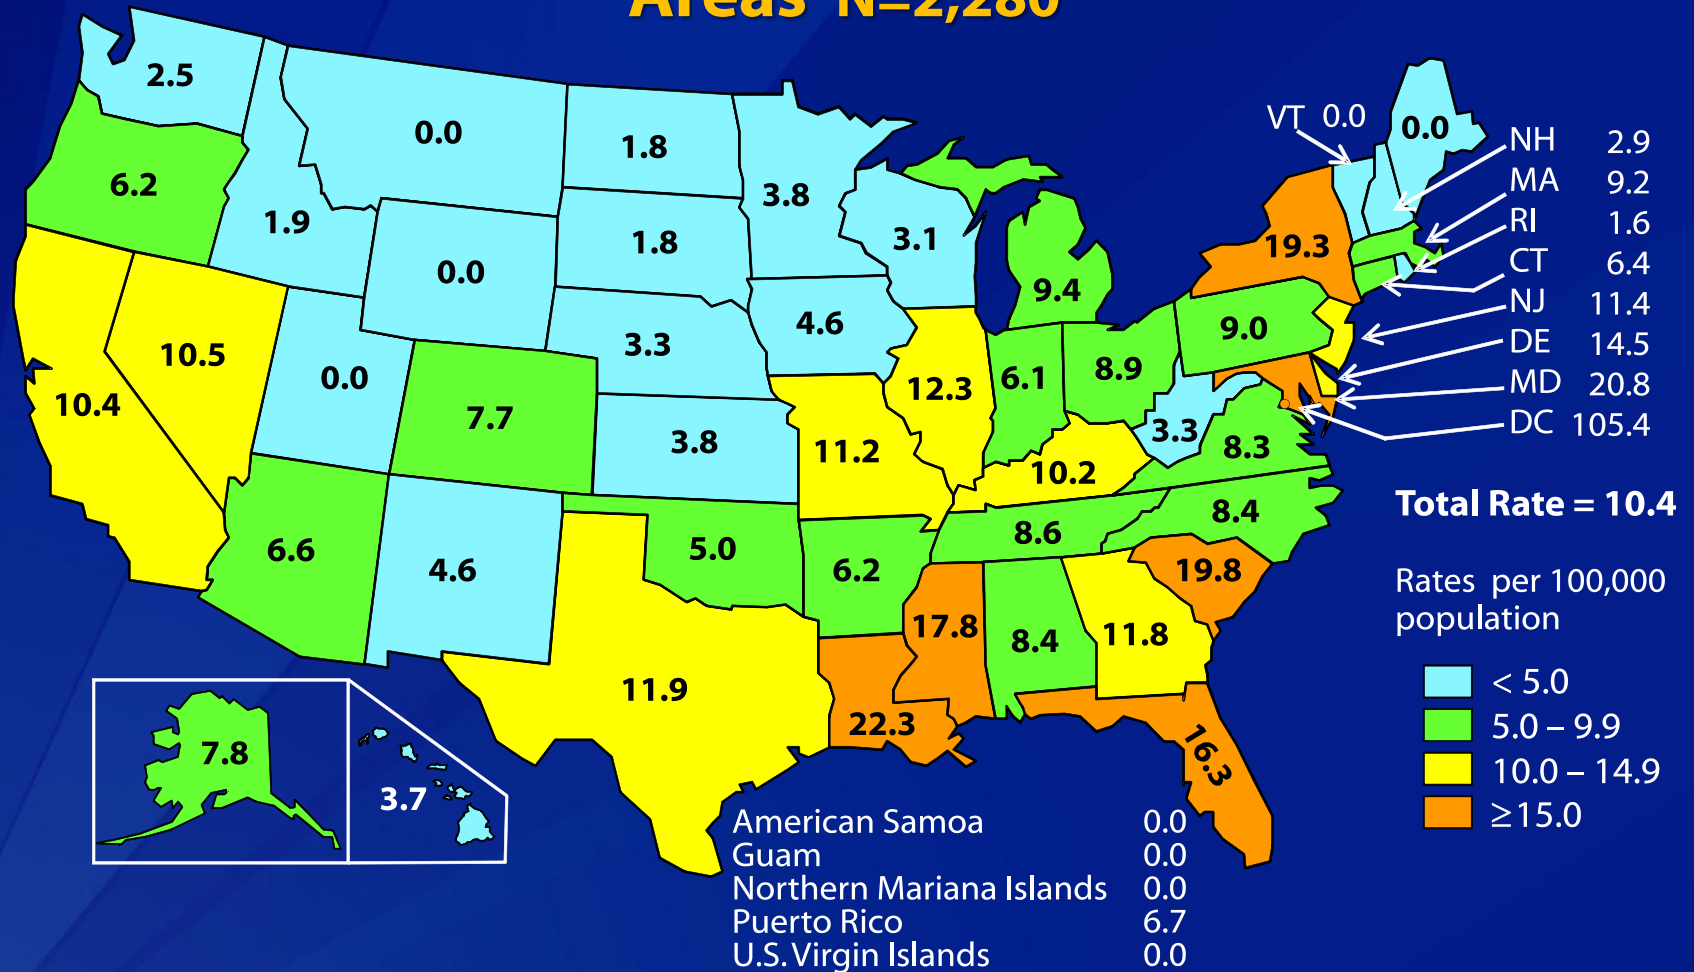 Areas N=2,280
2.5
0.0
1.8
3.8
VT 0.0
0.0
NH 2.9
MA 9.2
RI 1.6
CT 6.4
NJ 11.4
DE 14.5
MD 20.8
DC 105.4
6.2
1.9
0.0
1.8
3.1
9.4
19.3
10.5
10.4
0.0
7.7
3.3
4.6
3.8
11.2
12.3
6.1
8.9
9.0
3.3
8.3
10.2
8.4
8.6
6.6
4.6
5.0
6.2
19.8
17.8
8.4
11.8
11.9
22.3
16.3
7.8
3.7
Total Rate = 10.4
Rates per 100,000
population
< 5.0
5.0 – 9.9
10.0 – 14.9
≥15.0
American Samoa 0.0
Guam 0.0
Northern Mariana Islands 0.0
Puerto Rico 6.7
U.S. Virgin Islands 0.0